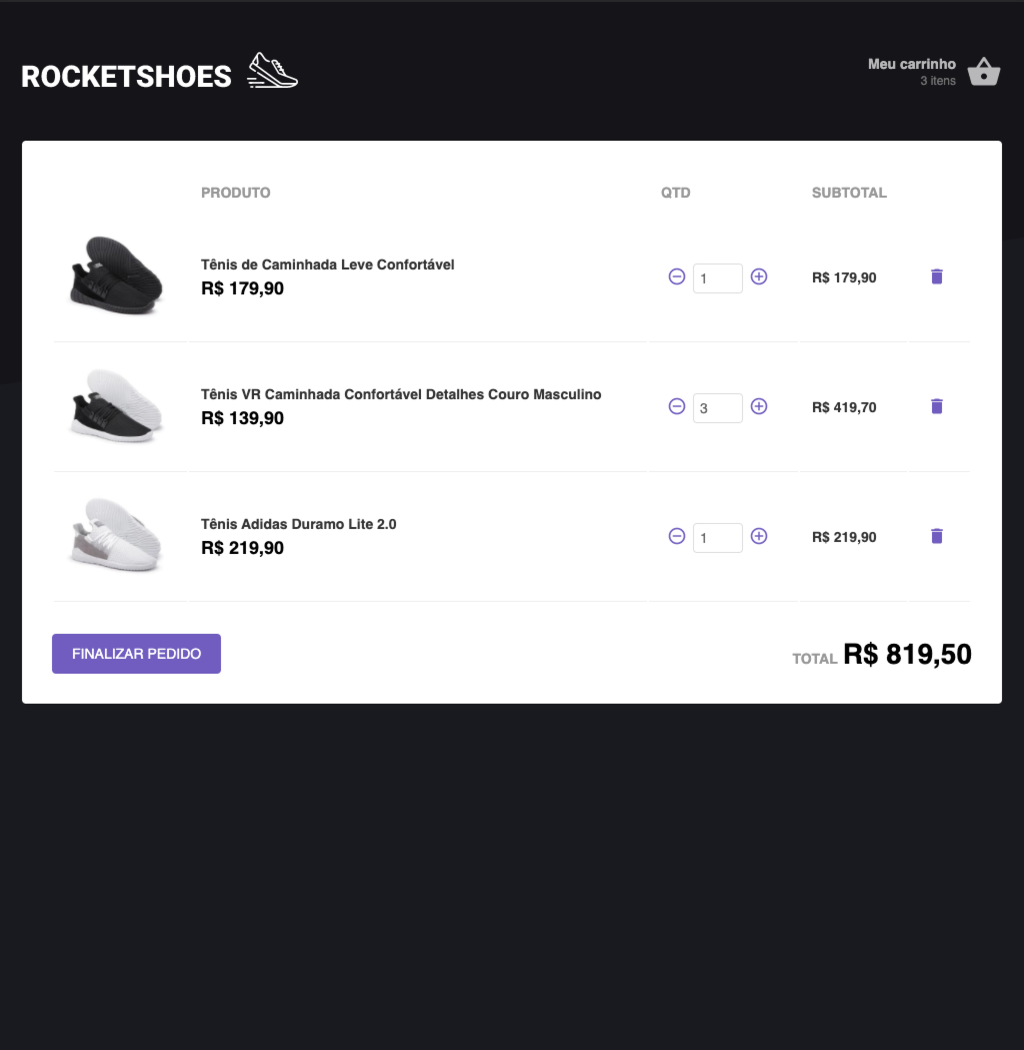 ROCKETSHOES
Meu carrinho
3 itens
PRODUTO QTD SUBTOTAL
Tênis de Caminhada Leve Confortável
R$ 179,90
1
R$ 179,90
Tênis VR Caminhada Confortável Detalhes Couro Masculino
R$ 139,90
3
R$ 419,70
Tênis Adidas Duramo Lite 2.0
R$ 219,90
1
R$ 219,90
FINALIZAR PEDIDO
TOTAL R$ 819,50